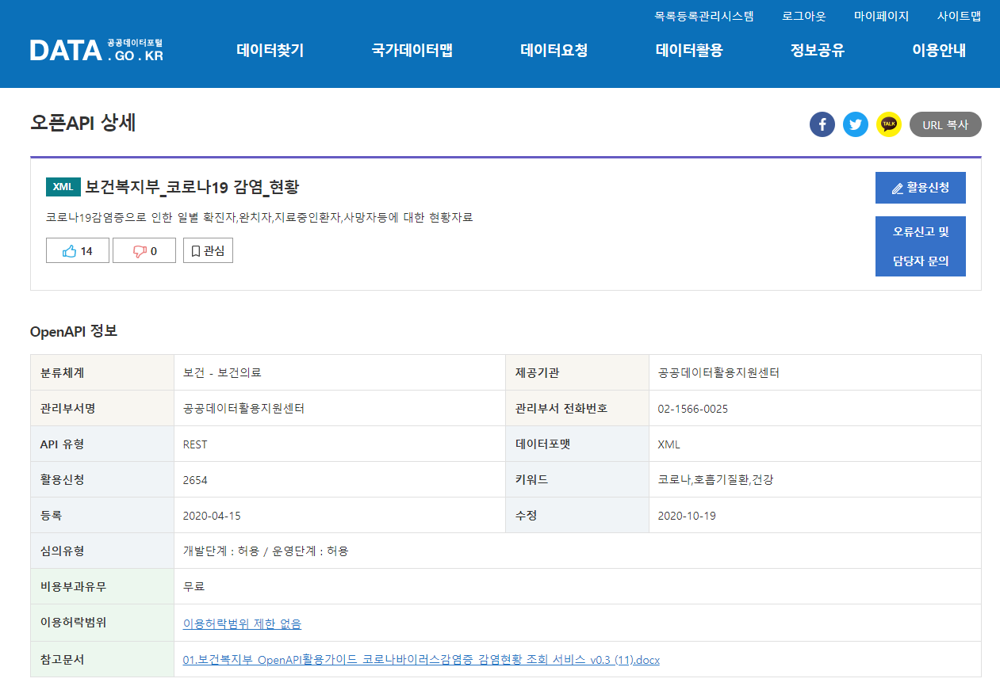 목록등록관리시스템 로그아웃 마이페이지 사이트맵
DATA 공공데이터포털
. GO . KR
데이터찾기 국가데이터맵 데이터요청 데이터활용 정보공유 이용안내
오픈API 상세
f TALK URL 복사
XML 보건복지부_코로나19 감염_현황
활용신청
코로나19감염증으로 인한 일별 확진자,완치자,치료중인환자,사망자등에 대한 현황자료
오류신고 및
담당자 문의
14 0 관심
OpenAPI 정보
분류체계 보건 - 보건의료 제공기관 공공데이터활용지원센터
관리부서명 공공데이터활용지원센터 관리부서 전화번호 02-1566-0025
API 유형 REST 데이터포맷 XML
활용신청 2654 키워드 코로나,호흡기질환,건강
등록 2020-04-15 수정 2020-10-19
심의유형 개발단계 : 허용 / 운영단계 : 허용
비용부과유무 무료
이용허락범위 이용허락범위 제한 없음
참고문서 01.보건복지부_OpenAPI활용가이드_코로나바이러스감염증_감염현황_조회_서비스_v0.3_(11).docx